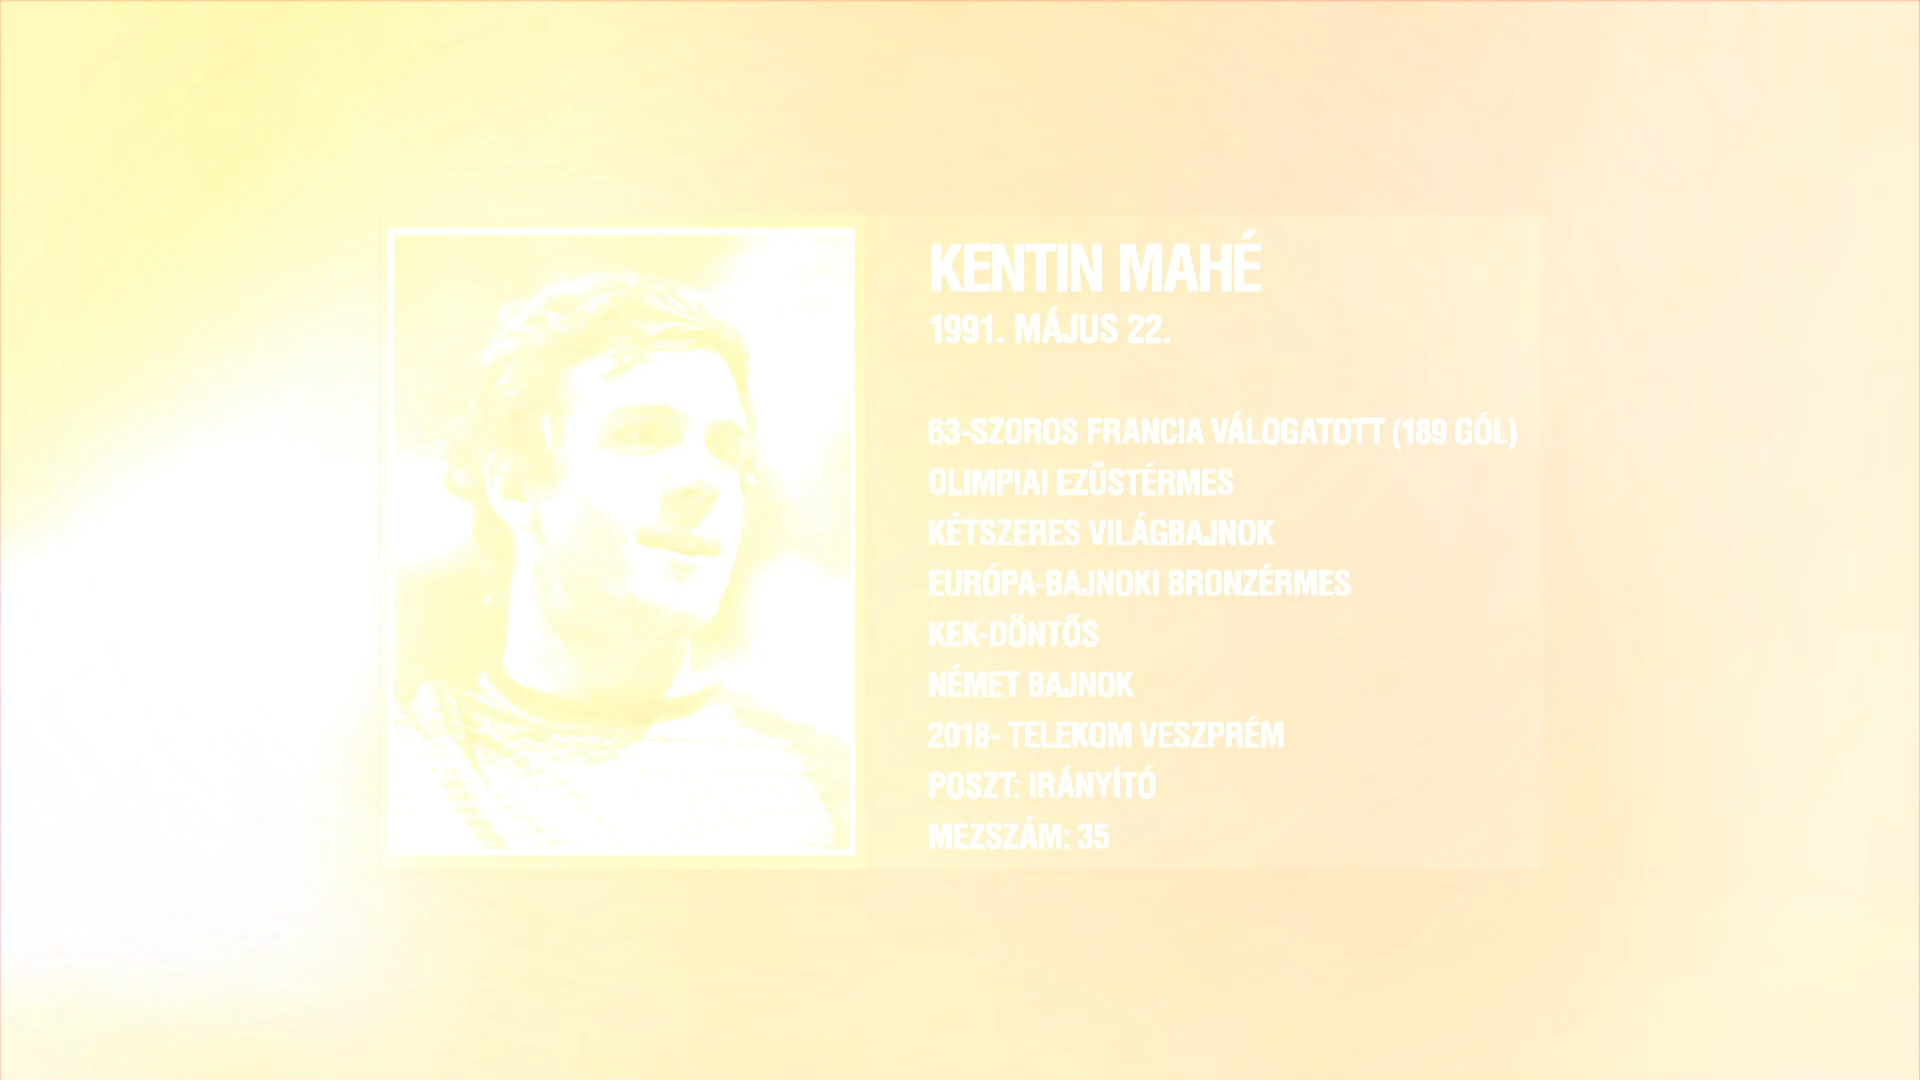 KENTIN MAHÉ
1991. MÁJUS 22.
63-SZOROS FRANCIA VÁLOGATOTT (189 GÓL)
OLIMPIAI EZÜSTÉRMES
KÉTSZERES VILÁGBAJNOK
EURÓPA-BAJNOKI BRONZÉRMES
KEK-DÖNTŐS
NÉMET BAJNOK
2018- TELEKOM VESZPRÉM
POSZT: IRÁNYÍTÓ
MEZSZÁM: 35